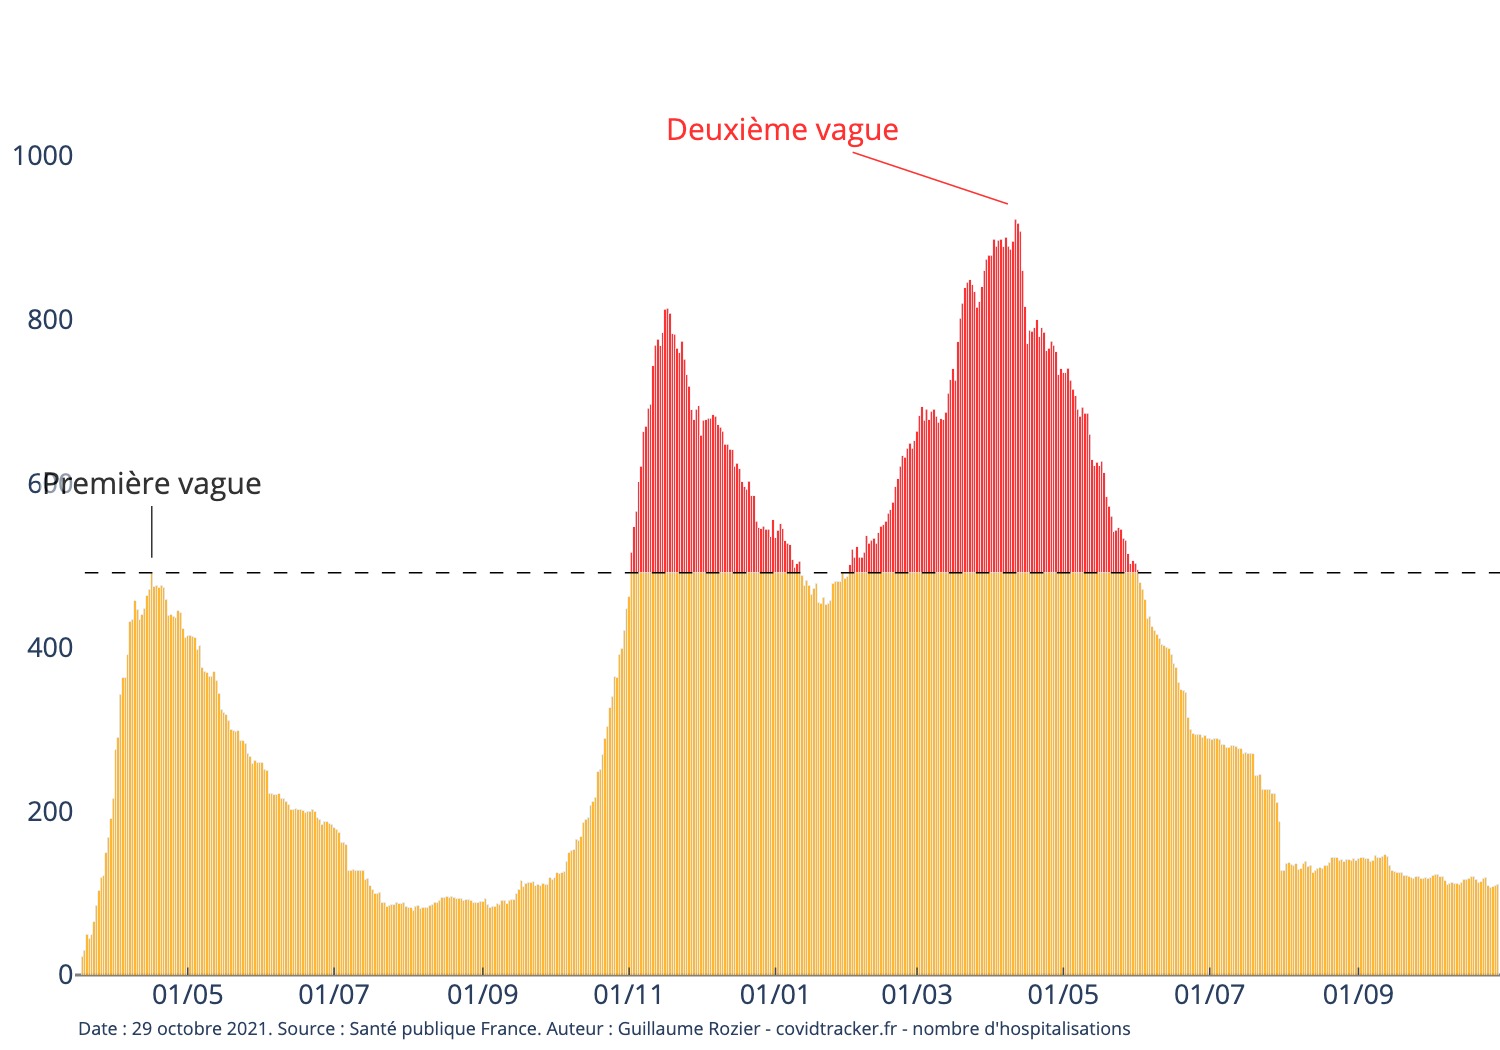 Deuxième vague
1000
800
600
Première vague
400
200
0
01/05 01/07 01/09 01/11 01/01 01/03 01/05 01/07 01/09
Date : 29 octobre 2021. Source : Santé publique France. Auteur : Guillaume Rozier - covidtracker.fr - nombre d'hospitalisations